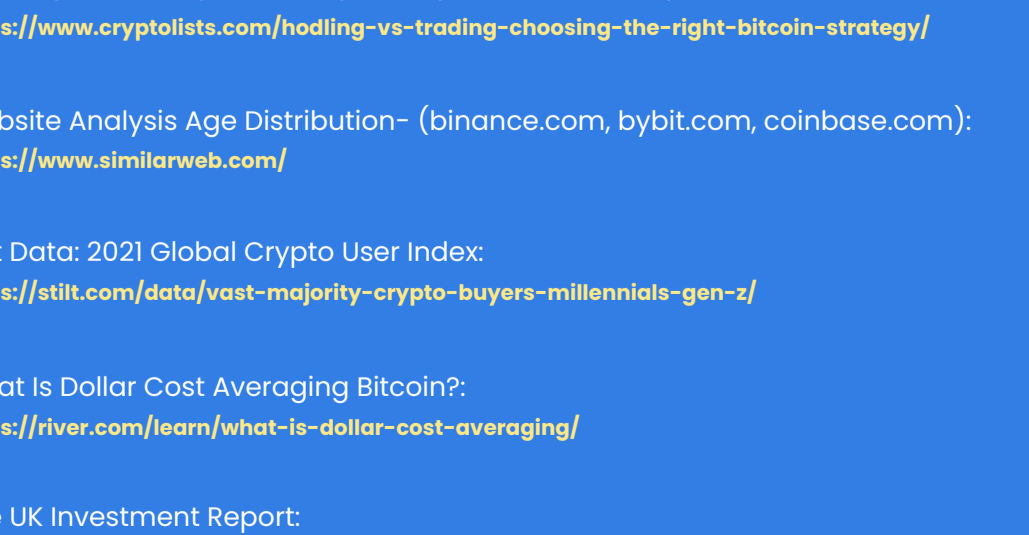 s://www.cryptolists.com/hodling-vs-trading-choosing-the-right-bitcoin-strategy/
bsite Analysis Age Distribution- (binance.com, bybit.com, coinbase.com):
s://www.similarweb.com/
t Data: 2021 Global Crypto User Index:
s://stilt.com/data/vast-majority-crypto-buyers-millennials-gen-z/
at Is Dollar Cost Averaging Bitcoin?:
s://river.com/learn/what-is-dollar-cost-averaging/
e UK Investment Report: